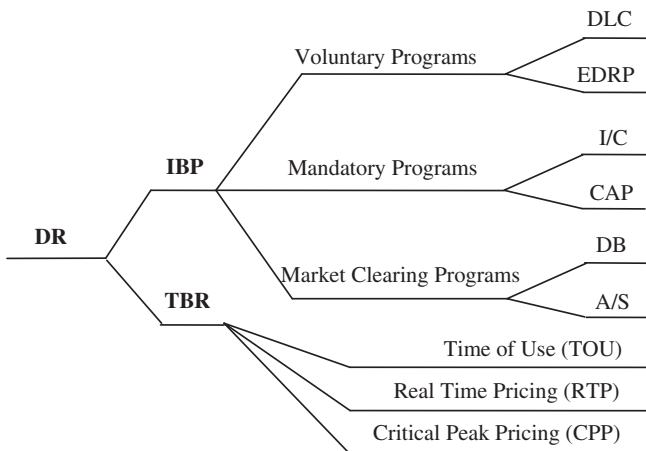 DR
IBP
Voluntary Programs
DLC
EDRP
Mandatory Programs
I/C
CAP
Market Clearing Programs
DB
A/S
TBR
Time of Use (TOU)
Real Time Pricing (RTP)
Critical Peak Pricing (CPP)